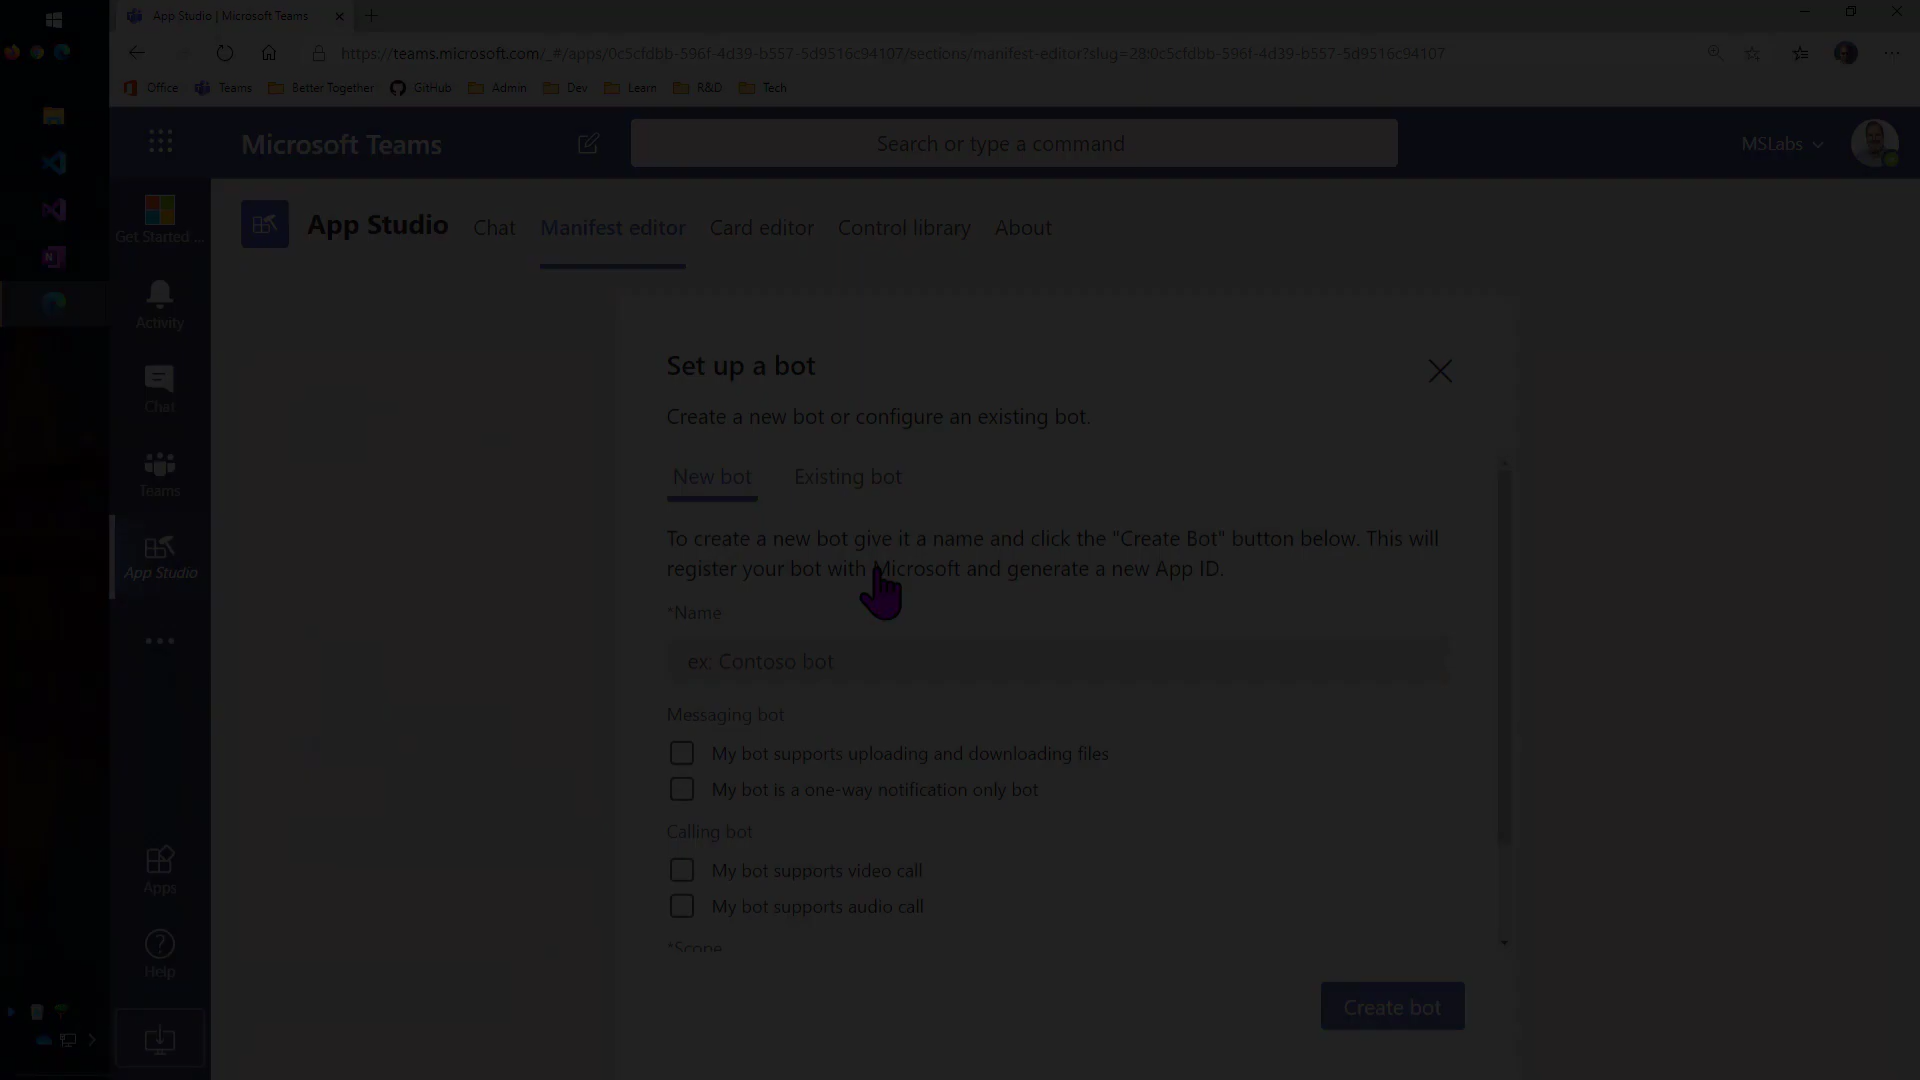 App Studio | Microsoft Teams
https://teams.microsoft.com/_#/apps/0c5cfdbb-596f-4d39-b557-5d9516c94107/sections/manifest-editor?slug=28:0c5cfdbb-596f-4d39-b557-5d9516c94107
Office Teams Better Together GitHub Admin Dev Learn R&D Tech
Microsoft Teams
Search or type a command
MSLabs
Get Started ...
App Studio Chat Manifest editor Card editor Control library About
Activity
Chat
Teams
App Studio
Apps
Help
Set up a bot
Create a new bot or configure an existing bot.
New bot Existing bot
To create a new bot give it a name and click the "Create Bot" button below. This will
register your bot with Microsoft and generate a new App ID.
*Name
ex: Contoso bot
Messaging bot
My bot supports uploading and downloading files
My bot is a one-way notification only bot
Calling bot
My bot supports video call
My bot supports audio call
*Scope
Create bot